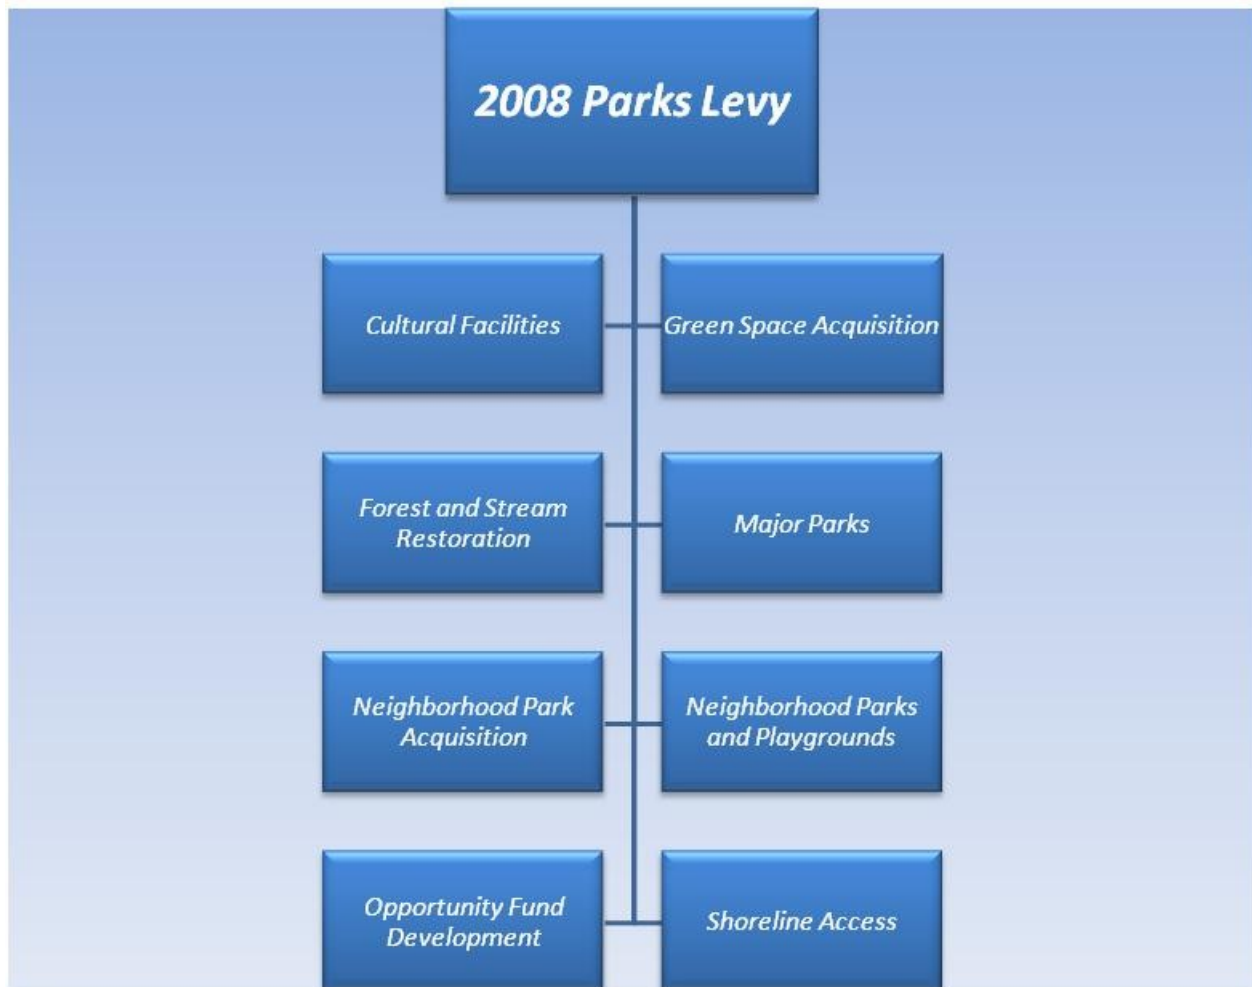 2008 Parks Levy
Cultural Facilities
Green Space Acquisition
Forest and Stream
Restoration
Major Parks
Neighborhood Park
Acquisition
Neighborhood Parks
and Playgrounds
Opportunity Fund
Development
Shoreline Access